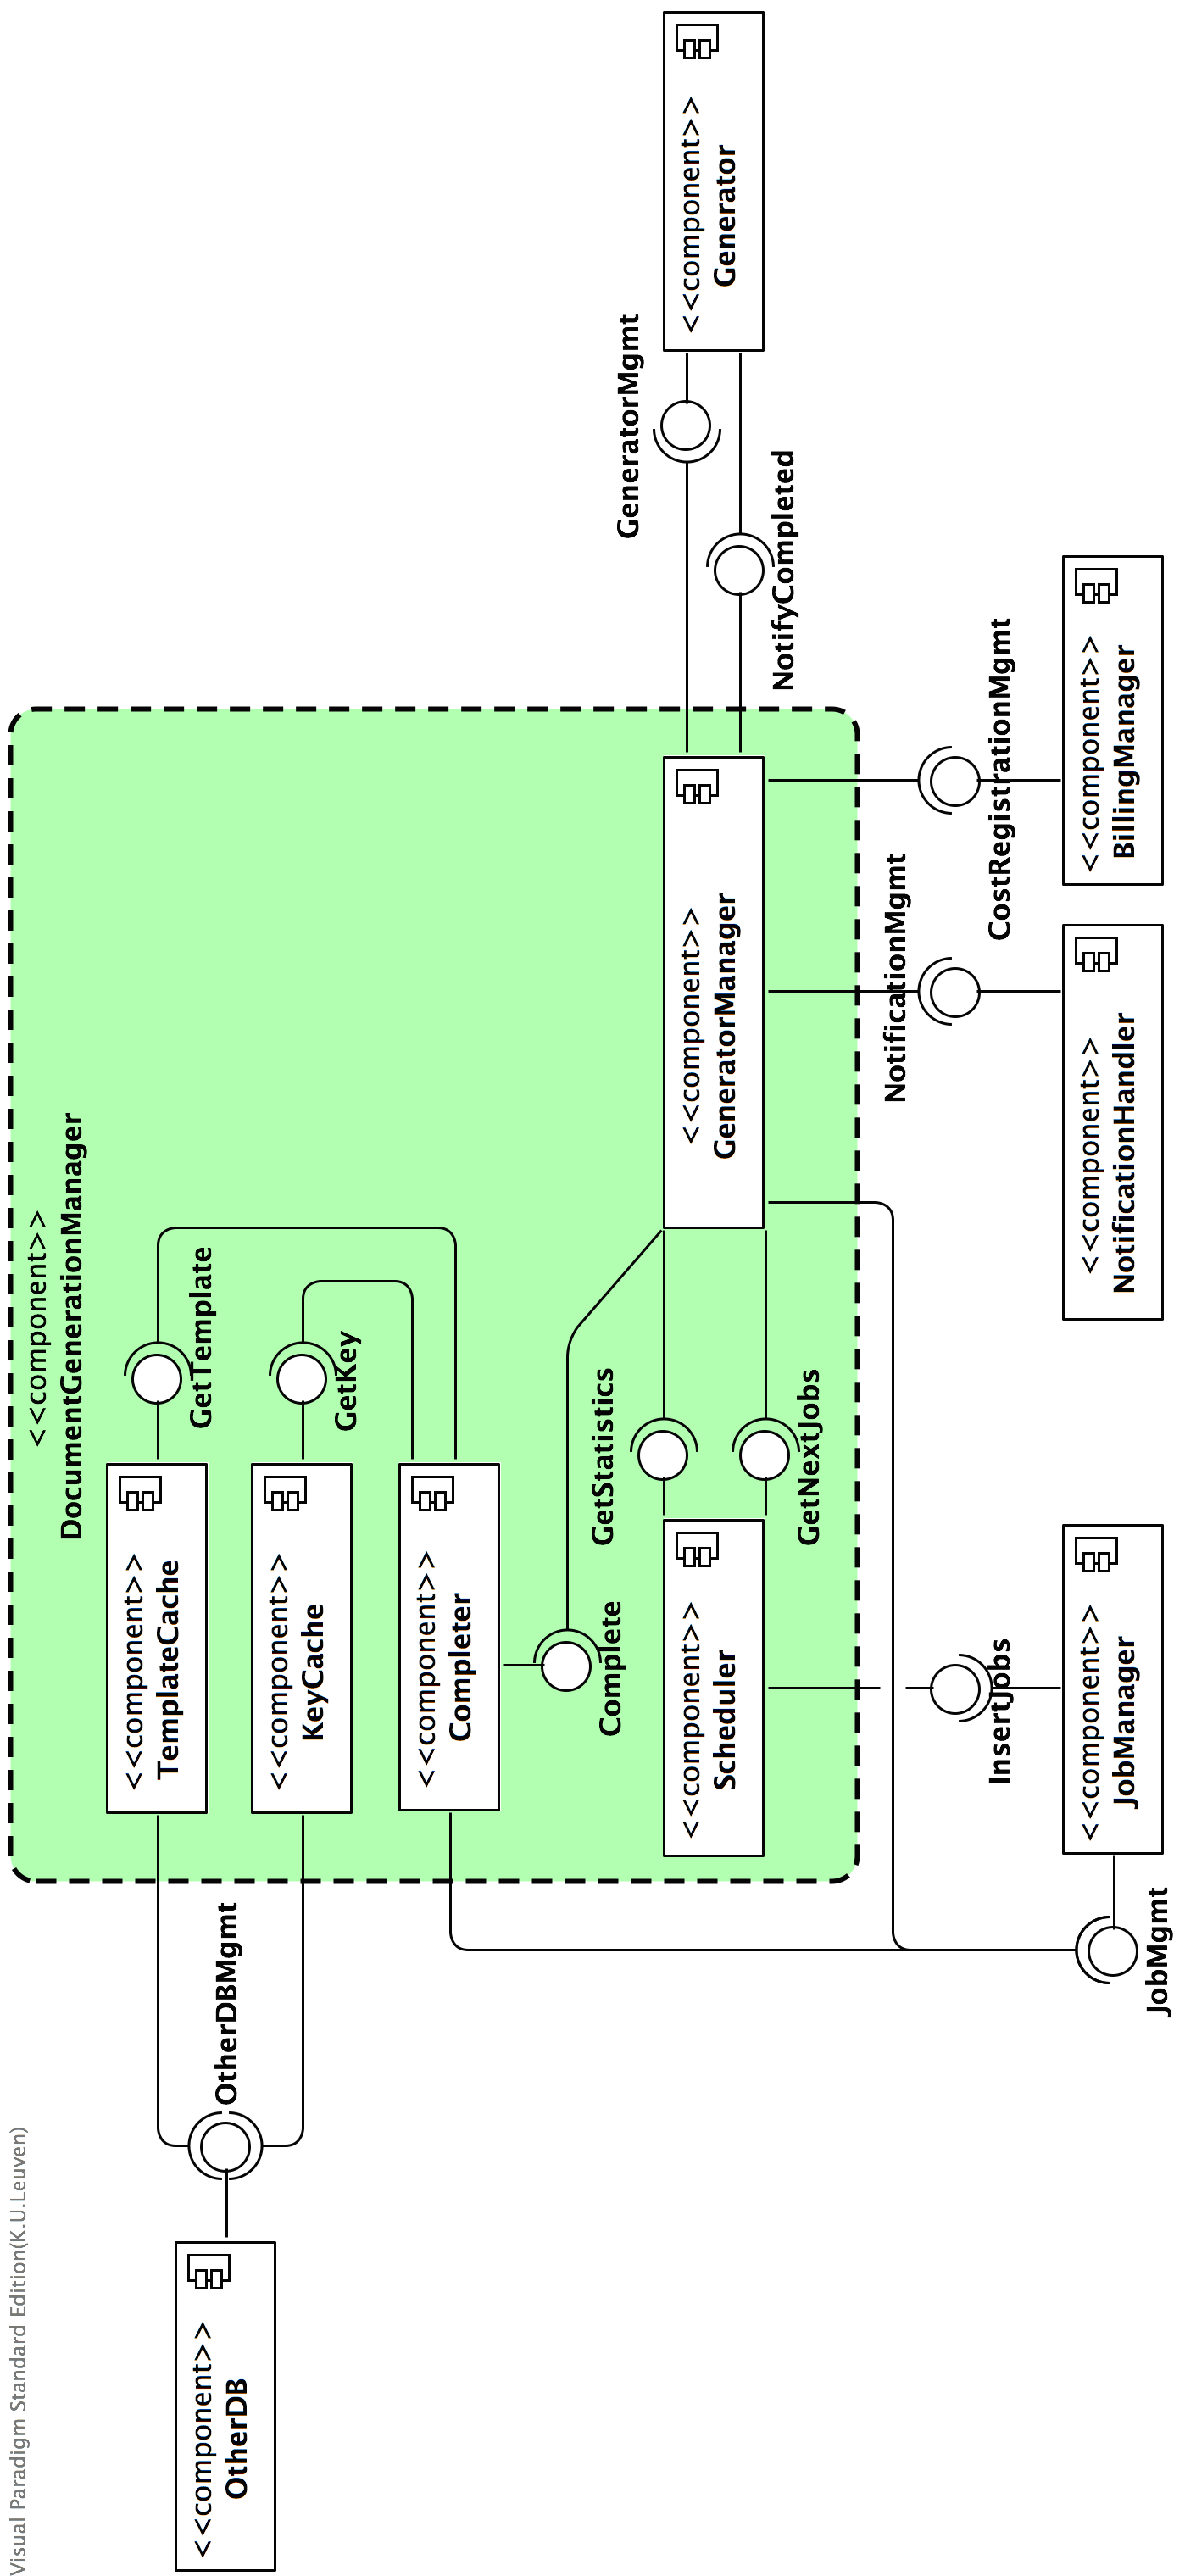 Visual Paradigm Standard Edition(K.U.Leuven)
<<component>>
DocumentGenerationManager
<<component>>
OtherDB
OtherDBMgmt
<<component>>
TemplateCache
GetTemplate
<<component>>
KeyCache
GetKey
<<component>>
Completer
Complete
GetStatistics
<<component>>
Scheduler
GetNextJobs
<<component>>
GeneratorManager
GeneratorMgmt
NotifyCompleted
<<component>>
Generator
NotificationMgmt
CostRegistrationMgmt
InsertJobs
<<component>>
JobManager
JobMgmt
<<component>>
NotificationHandler
<<component>>
BillingManager